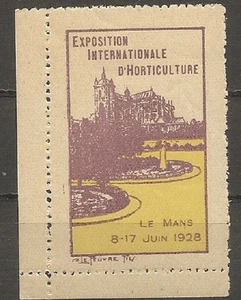 EXPOSITION
INTERNATIONALE
D'HORTICULTURE
LE MANS
8-17 JUIN 1928